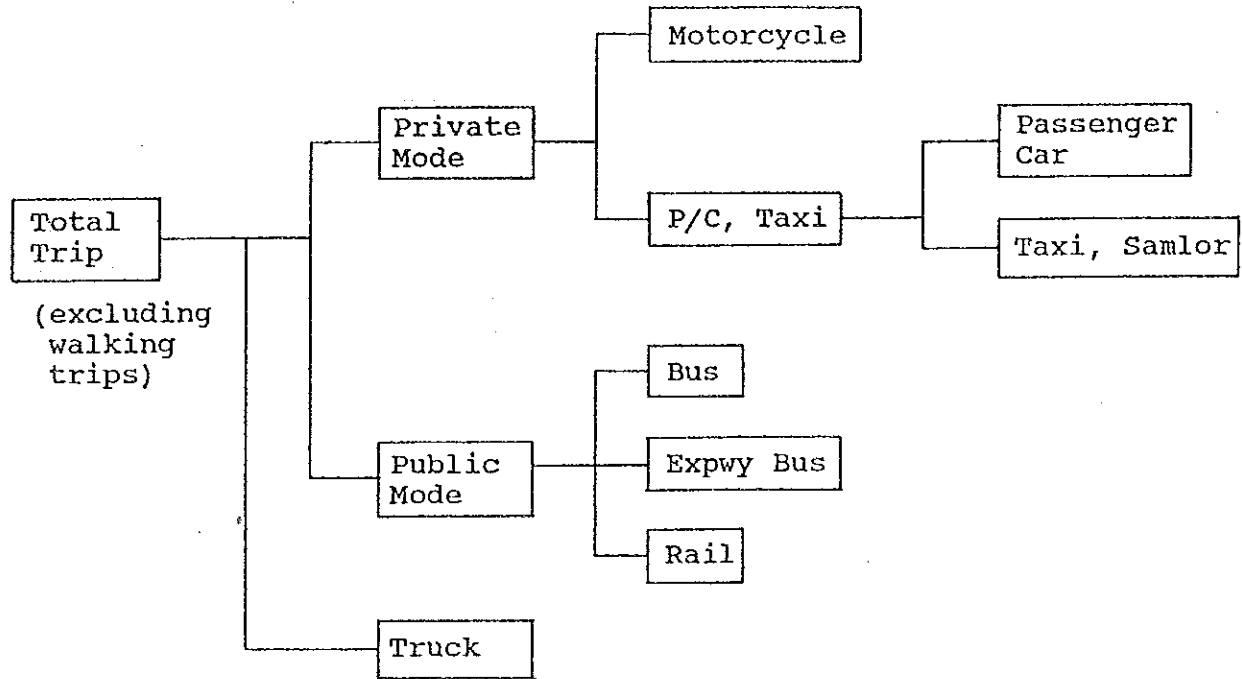 Motorcycle
Private
Mode
Passenger
Car
Total
Trip
P/C, Taxi
Taxi, Samlor
(excluding
walking
trips)
Bus
Public
Mode
Expwy Bus
Rail
Truck